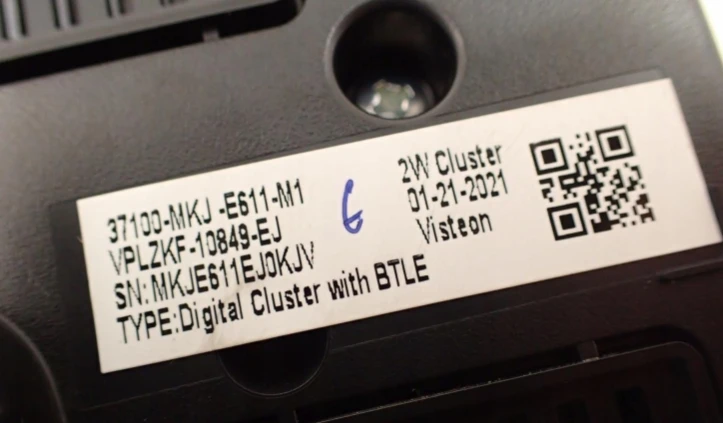 37100-MKJ -E611-M1
VPLZKF-10849-EJ
SN:MKJE611EJ0KJV
TYPE:Digital Cluster with BTLE
6
2W Cluster
01-21-2021
Visteon